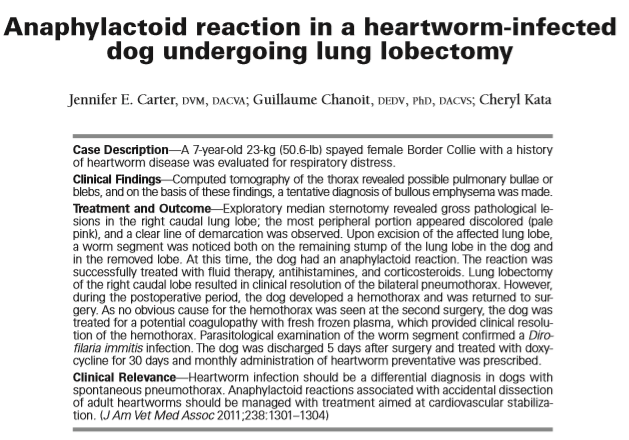 Anaphylactoid reaction in a heartworm-infected
dog undergoing lung lobectomy
Jennifer E. Carter, DVM, DACVA; Guillaume Chanoit, DEDV, PhD, DACVS; Cheryl Kata
Case Description—A 7-year-old 23-kg (50.6-lb) spayed female Border Collie with a history
of heartworm disease was evaluated for respiratory distress.
Clinical Findings—Computed tomography of the thorax revealed possible pulmonary bullae or
blebs, and on the basis of these findings, a tentative diagnosis of bullous emphysema was made.
Treatment and Outcome—Exploratory median sternotomy revealed gross pathological le-
sions in the right caudal lung lobe; the most peripheral portion appeared discolored (pale
pink), and a clear line of demarcation was observed. Upon excision of the affected lung lobe,
a worm segment was noticed both on the remaining stump of the lung lobe in the dog and
in the removed lobe. At this time, the dog had an anaphylactoid reaction. The reaction was
successfully treated with fluid therapy, antihistamines, and corticosteroids. Lung lobectomy
of the right caudal lobe resulted in clinical resolution of the bilateral pneumothorax. However,
during the postoperative period, the dog developed a hemothorax and was returned to sur-
gery. As no obvious cause for the hemothorax was seen at the second surgery, the dog was
treated for a potential coagulopathy with fresh frozen plasma, which provided clinical resolu-
tion of the hemothorax. Parasitological examination of the worm segment confirmed a Diro-
filaria immitis infection. The dog was discharged 5 days after surgery and treated with doxy-
cycline for 30 days and monthly administration of heartworm preventative was prescribed.
Clinical Relevance—Heartworm infection should be a differential diagnosis in dogs with
spontaneous pneumothorax. Anaphylactoid reactions associated with accidental dissection
of adult heartworms should be managed with treatment aimed at cardiovascular stabiliza-
tion. (J Am Vet Med Assoc 2011;238:1301–1304)